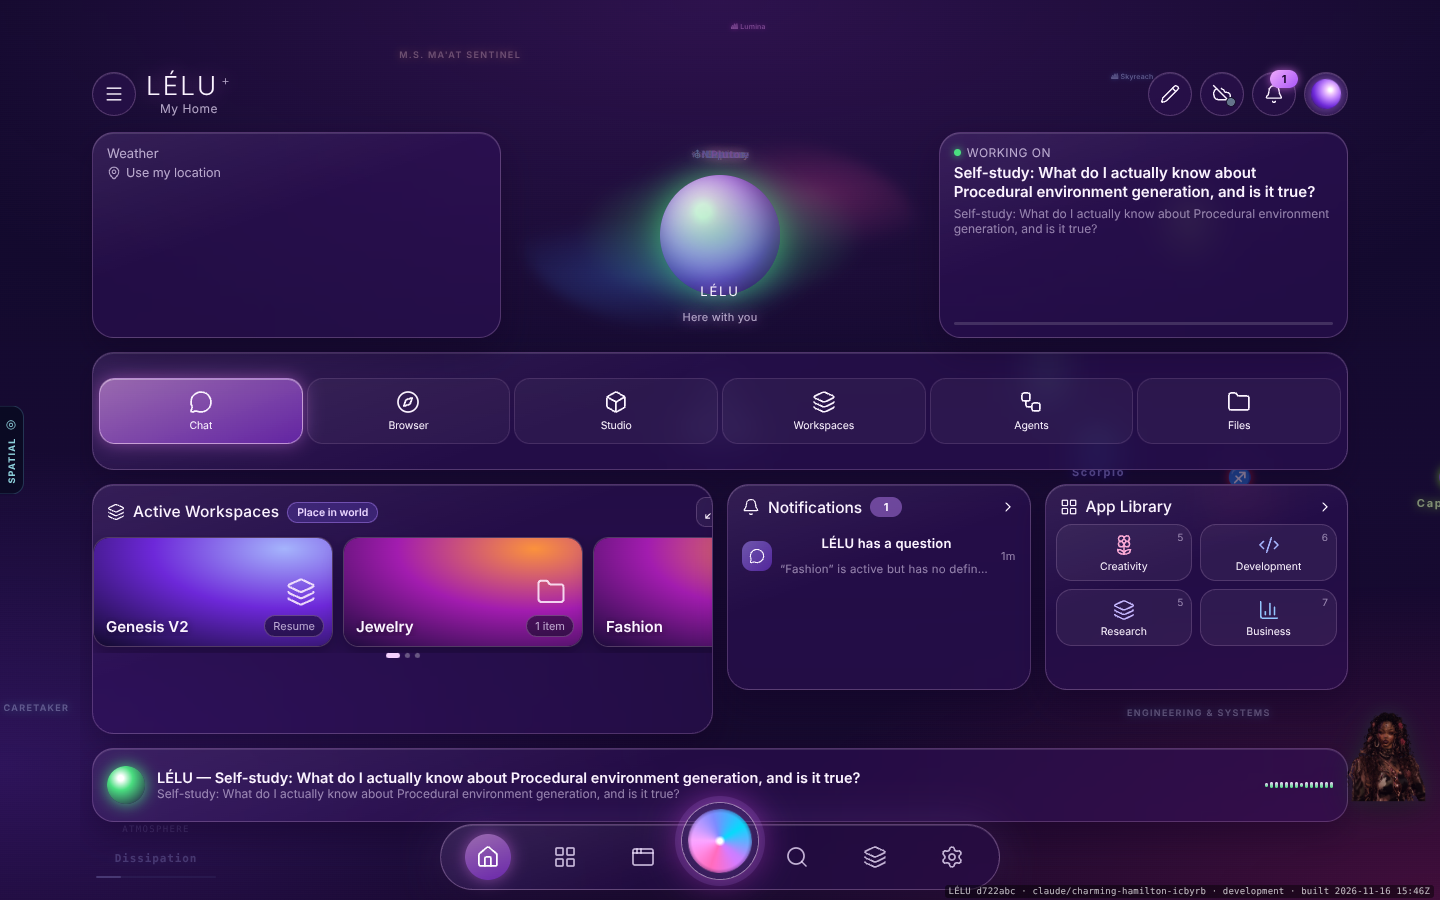 Lumina
M.S. MA'AT SENTINEL
LÉLU +
My Home
Skyreach
1
Weather
Use my location
LÉLU
Here with you
WORKING ON
Self-study: What do I actually know about
Procedural environment generation, and is it true?
Self-study: What do I actually know about Procedural environment
generation, and is it true?
Chat
Browser
Studio
Workspaces
Agents
Files
SPATIAL
Scorpio
Cap
Active Workspaces
Place in world
Genesis V2
Resume
Jewelry
1 item
Fashion
Notifications
1
LÉLU has a question
“Fashion” is active but has no defin...
1m
App Library
Creativity
5
Development
6
Research
5
Business
7
CARETAKER
ENGINEERING & SYSTEMS
LÉLU — Self-study: What do I actually know about Procedural environment generation, and is it true?
Self-study: What do I actually know about Procedural environment generation, and is it true?
ATMOSPHERE
Dissipation
LÉLU d722abc · claude/charming-hamilton-icbyrb · development · built 2026-11-16 15:46Z